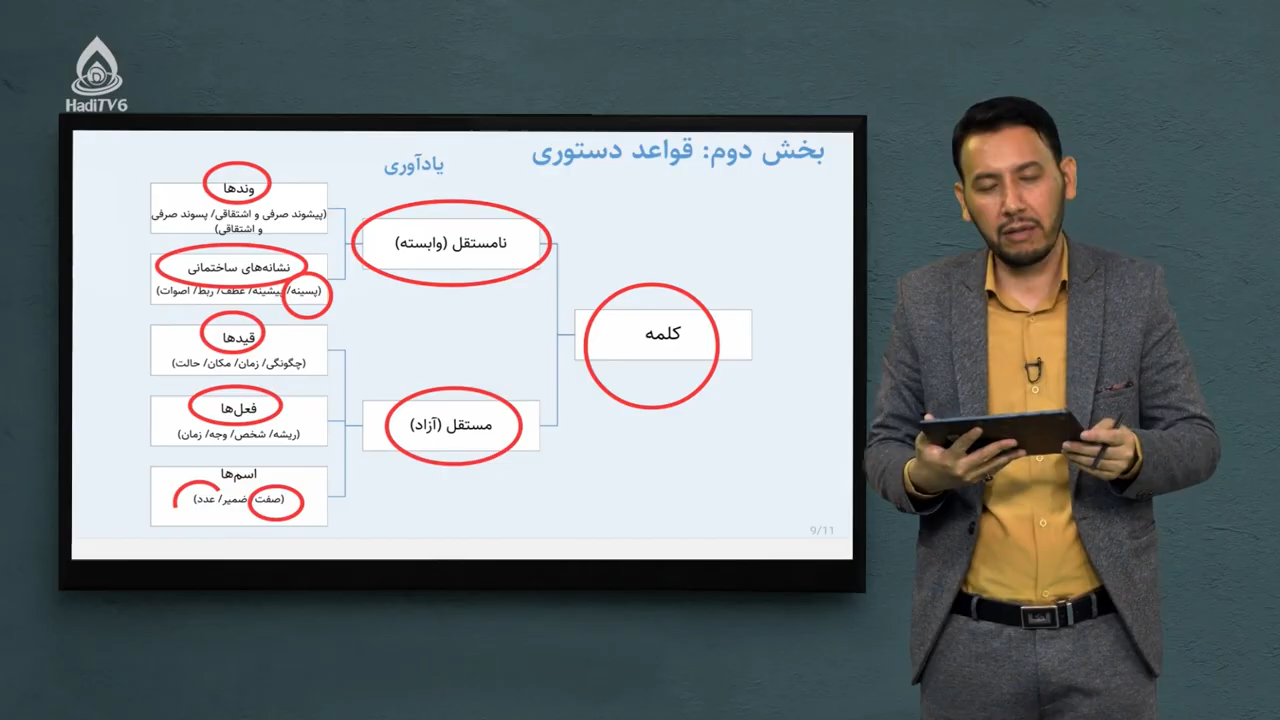 HadiTV6
بخش دوم: قواعد دستوری
یادآوری
کلمه
نامستقل (وابسته)
وندها
(پیشوند صرفی و اشتقاقی/ پسوند صرفی
و اشتقاقی)
نشانه‌های ساختمانی
(پسینه/ پیشینه/ عطف/ ربط/ اصوات)
مستقل (آزاد)
قیدها
(چگونگی/ زمان/ مکان/ حالت)
فعل‌ها
(ریشه/ شخص/ وجه/ زمان)
اسم‌ها
(صفت/ ضمیر/ عدد)
9/11